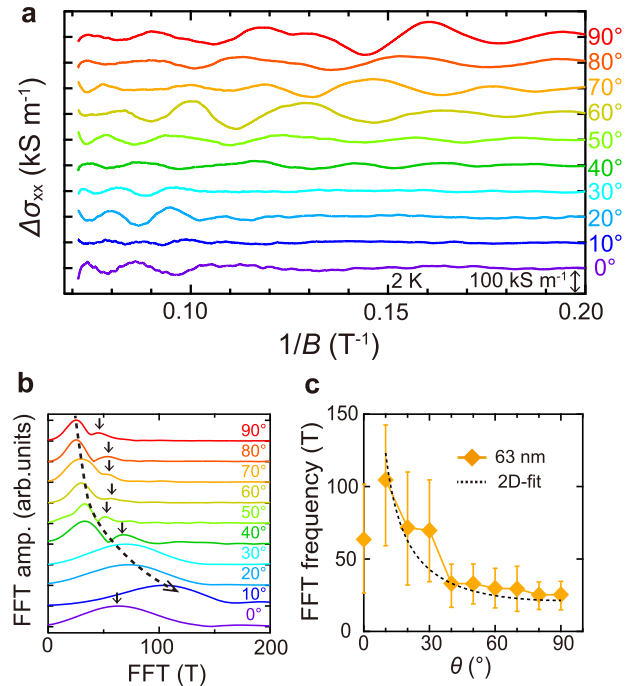 a
Δσxx (kS m⁻¹)
90°
80°
70°
60°
50°
40°
30°
20°
10°
0°
2 K
100 kS m⁻¹
0.10
0.15
0.20
1/B (T⁻¹)
b
FFT amp. (arb.units)
90°
80°
70°
60°
50°
40°
30°
20°
10°
0°
0
100
200
FFT (T)
c
FFT frequency (T)
150
100
50
0
63 nm
2D-fit
0
30
60
90
θ (°)